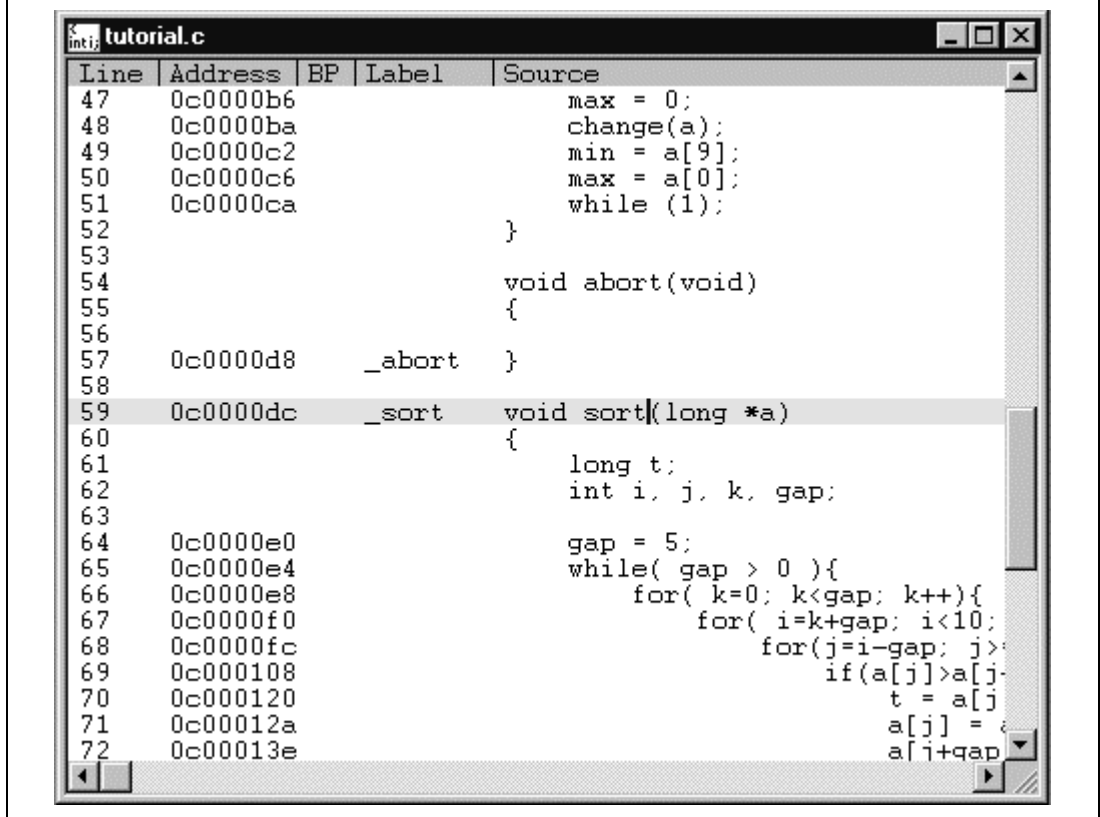 int i; tutorial.c
Line Address BP Label Source
47 0c0000b6 max = 0;
48 0c0000ba change(a);
49 0c0000c2 min = a[9];
50 0c0000c6 max = a[0];
51 0c0000ca while (1);
52 }
53
54 void abort(void)
55 {
56
57 0c0000d8 _abort }
58
59 0c0000dc _sort void sort(long *a)
60 {
61 long t;
62 int i, j, k, gap;
63
64 0c0000e0 gap = 5;
65 0c0000e4 while( gap > 0 ){
66 0c0000e8 for( k=0; k<gap; k++){
67 0c0000f0 for( i=k+gap; i<10;
68 0c0000fc for(j=i-gap; j>
69 0c000108 if(a[j]>a[j
70 0c000120 t = a[j
71 0c00012a a[j] =
72 0c00013e a[j+gap